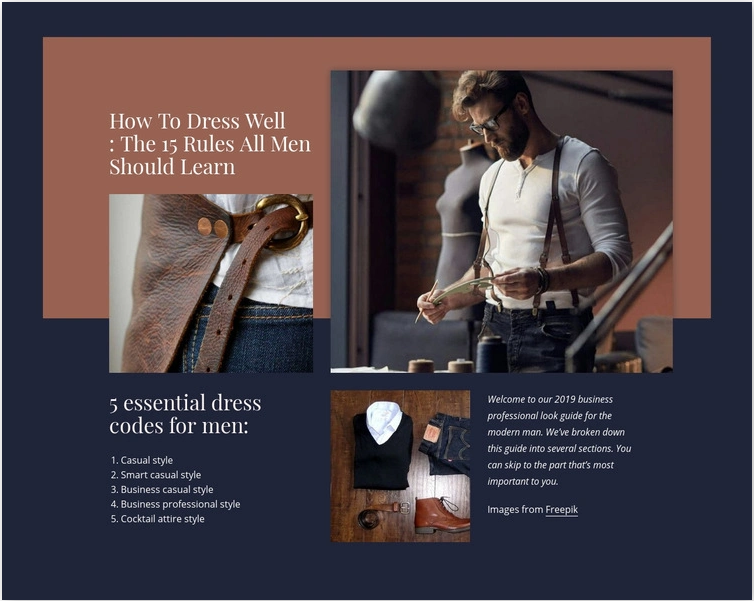 How To Dress Well
: The 15 Rules All Men
Should Learn
5 essential dress
codes for men:
1. Casual style
2. Smart casual style
3. Business casual style
4. Business professional style
5. Cocktail attire style
Welcome to our 2019 business
professional look guide for the
modern man. We've broken down
this guide into several sections. You
can skip to the part that's most
important to you.
Images from Freepik